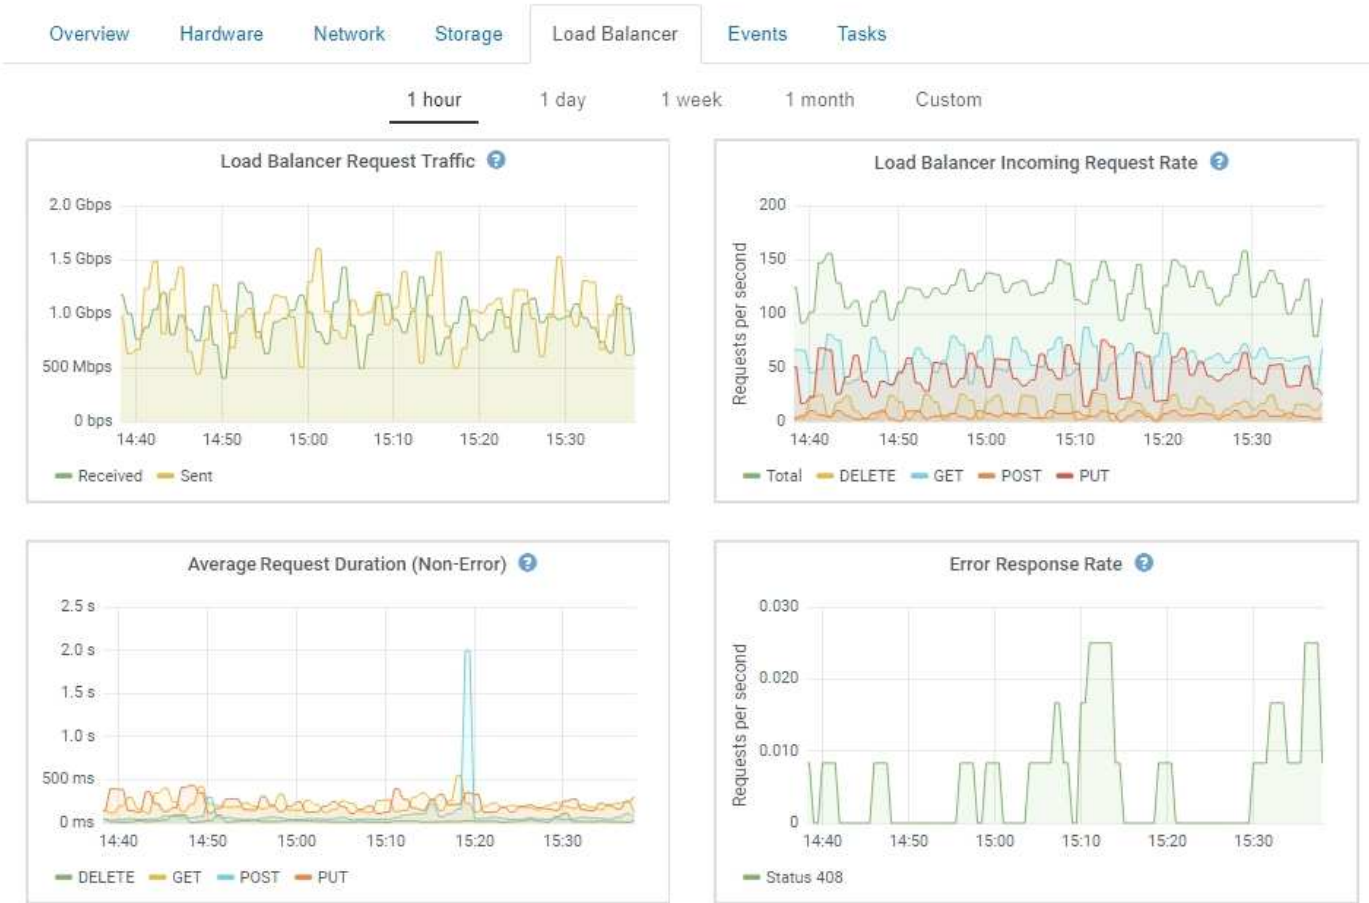 Overview Hardware Network Storage Load Balancer Events Tasks
1 hour 1 day 1 week 1 month Custom
Load Balancer Request Traffic ?
2.0 Gbps
1.5 Gbps
1.0 Gbps
500 Mbps
0 bps
14:40 14:50 15:00 15:10 15:20 15:30
Received Sent
Load Balancer Incoming Request Rate ?
Requests per second
200
150
100
50
0
14:40 14:50 15:00 15:10 15:20 15:30
Total DELETE GET POST PUT
Average Request Duration (Non-Error) ?
2.5 s
2.0 s
1.5 s
1.0 s
500 ms
0 ms
14:40 14:50 15:00 15:10 15:20 15:30
DELETE GET POST PUT
Error Response Rate ?
Requests per second
0.030
0.020
0.010
0
14:40 14:50 15:00 15:10 15:20 15:30
Status 408